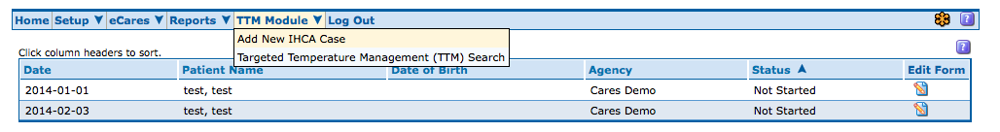 Home Setup ▼ eCares ▼ Reports ▼ TTM Module ▼ Log Out
?
Add New IHCA Case
Click column headers to sort.
?
Targeted Temperature Management (TTM) Search
Date Patient Name Date of Birth Agency Status ▲ Edit Form
2014-01-01 test, test Cares Demo Not Started
2014-02-03 test, test Cares Demo Not Started